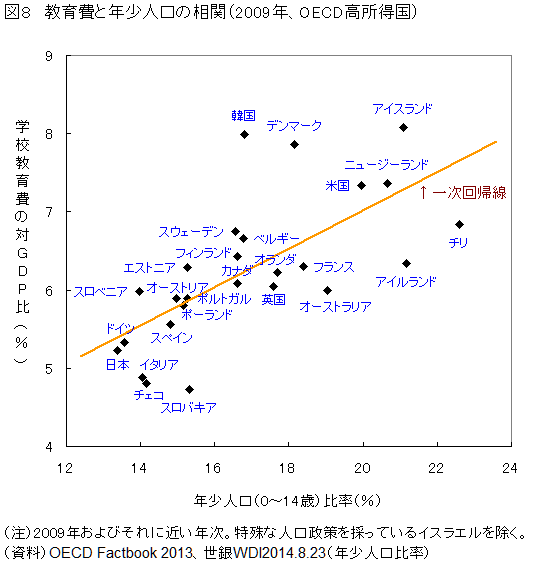 図8 教育費と年少人口の相関(2009年、OECD高所得国)
学校教育費の対GDP比(%)
9
8
7
6
5
4
韓国
デンマーク
アイスランド
ニュージーランド
米国
↑ 一次回帰線
スウェーデン
ベルギー
チリ
フィンランド
オランダ
エストニア
カナダ
フランス
アイルランド
スロベニア
オーストリア
ポルトガル
英国
オーストラリア
ポーランド
ドイツ
スペイン
日本
イタリア
チェコ
スロバキア
12
14
16
18
20
22
24
年少人口(0~14歳)比率(%)
(注)2009年およびそれに近い年次。特殊な人口政策を採っているイスラエルを除く。
(資料)OECD Factbook 2013、世銀WDI2014.8.23(年少人口比率)